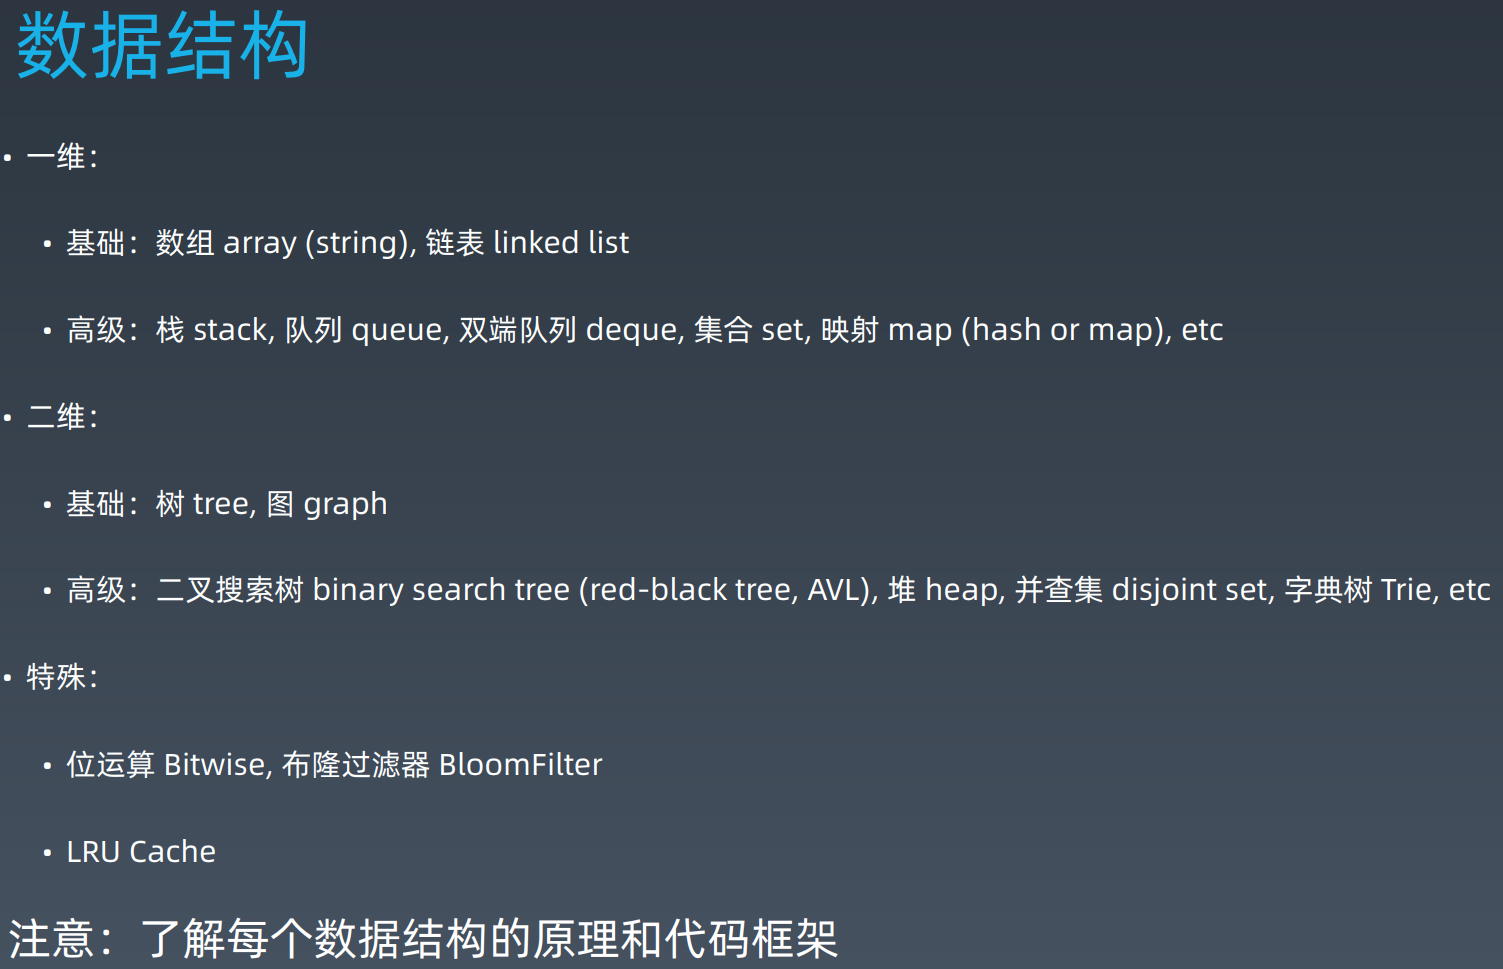 数据结构
• 一维：
• 基础：数组 array (string), 链表 linked list
• 高级：栈 stack, 队列 queue, 双端队列 deque, 集合 set, 映射 map (hash or map), etc
• 二维：
• 基础：树 tree, 图 graph
• 高级：二叉搜索树 binary search tree (red-black tree, AVL), 堆 heap, 并查集 disjoint set, 字典树 Trie, etc
• 特殊：
• 位运算 Bitwise, 布隆过滤器 BloomFilter
• LRU Cache
注意：了解每个数据结构的原理和代码框架